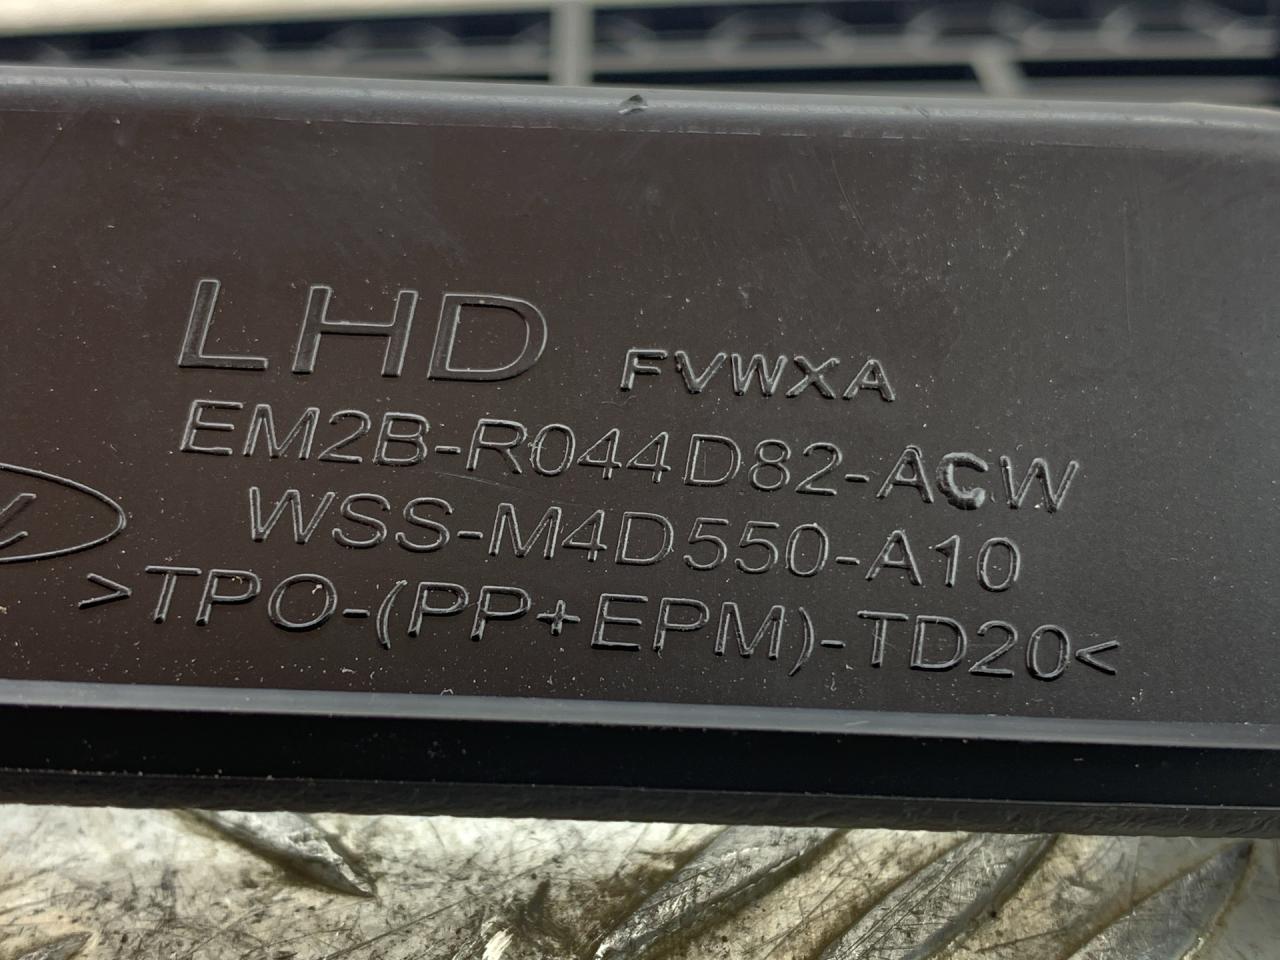 LHD FVWXA
EM2B-R044D82-ACW
WSS-M4D550-A10
>TPO-(PP+EPM)-TD20<